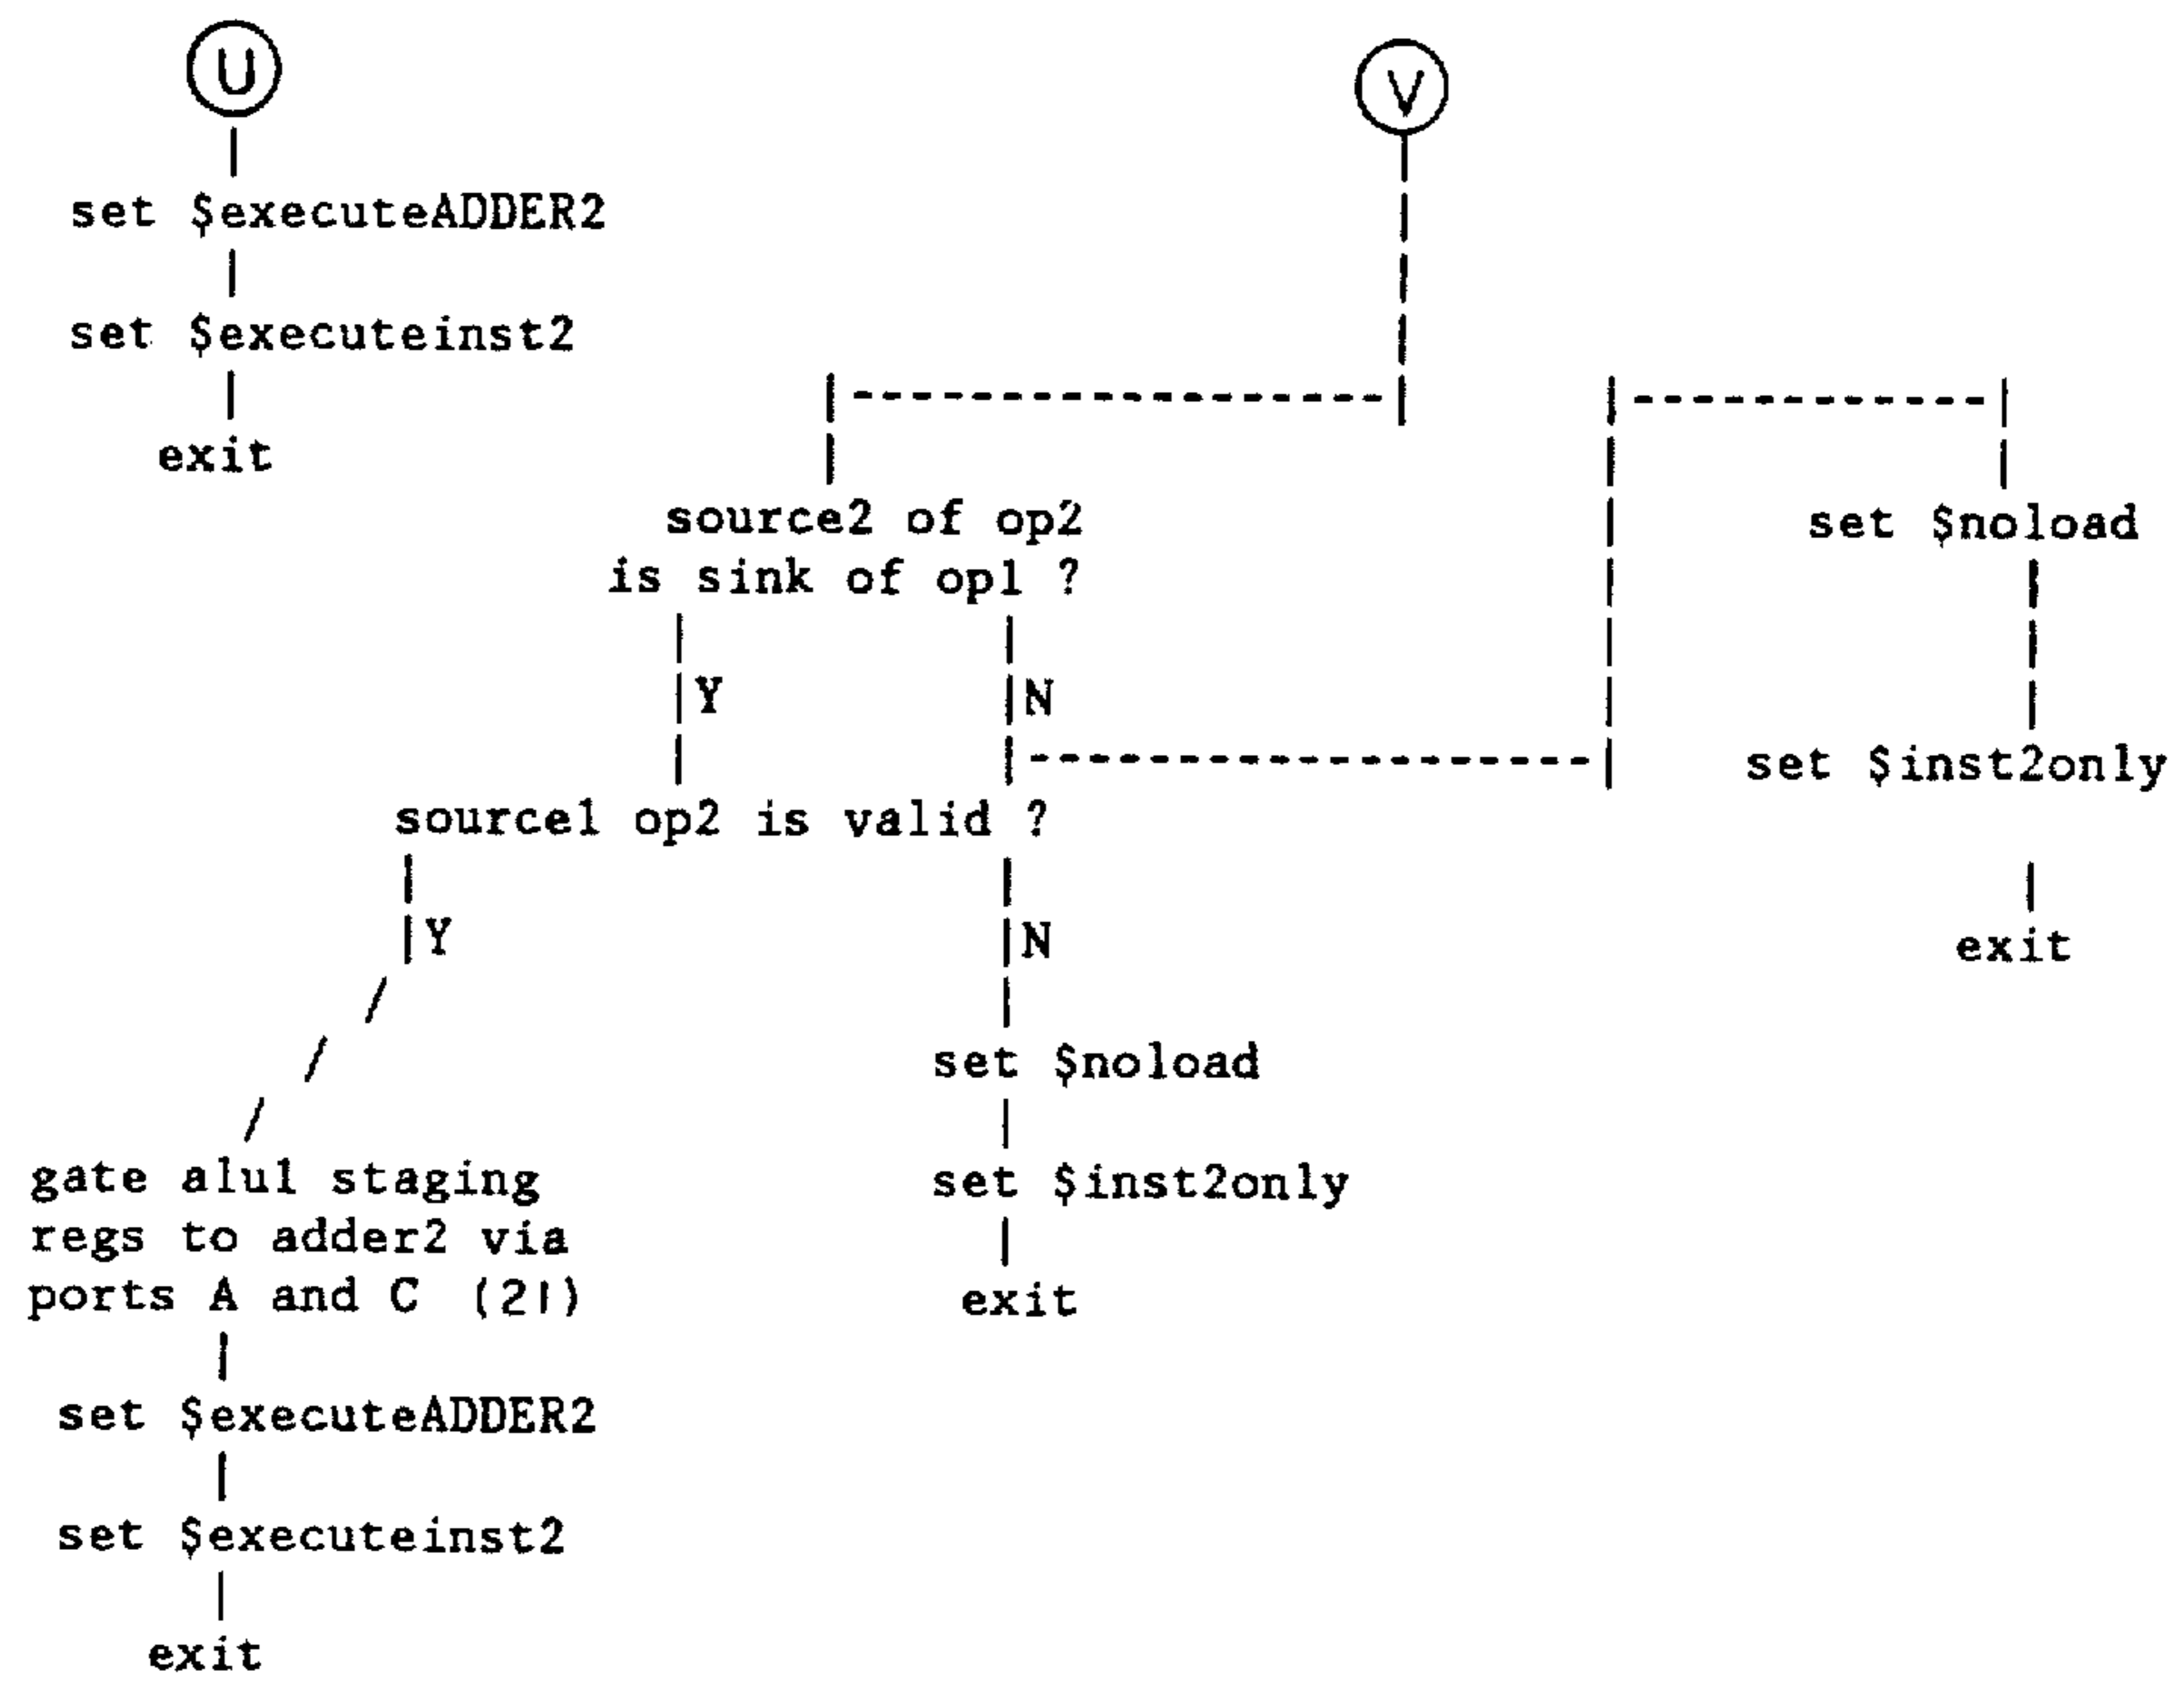 U
set $executeADDER2
set $executeinst2
exit
V
source2 of op2
is sink of op1 ?
Y
N
source1 op2 is valid ?
Y
N
gate alu1 staging
regs to adder2 via
ports A and C (21)
set $executeADDER2
set $executeinst2
exit
set $noload
set $inst2only
exit
set $noload
set $inst2only
exit